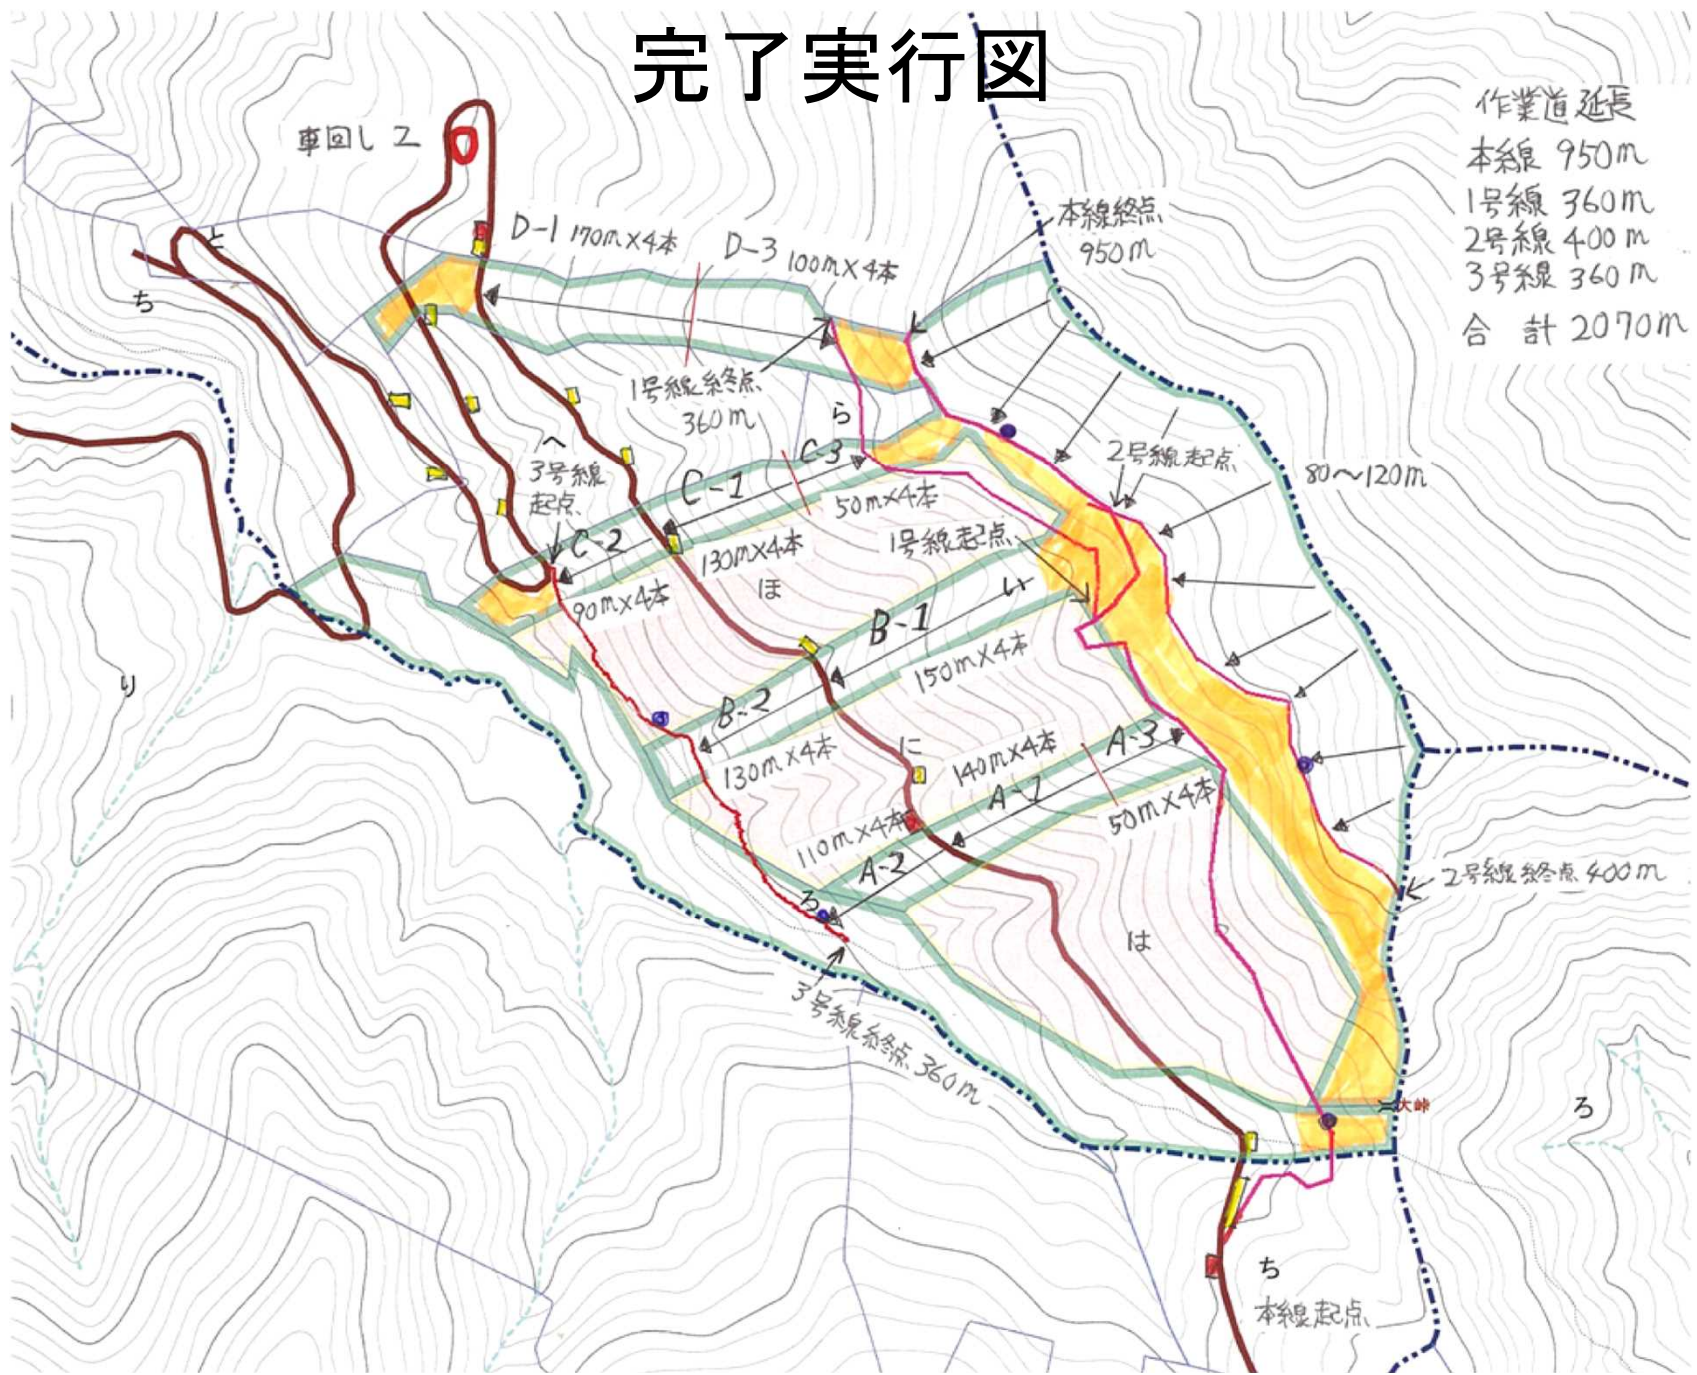 完了実行図
作業道延長
本線 950m
1号線 360m
2号線 400m
3号線 360m
合 計 2070m
車回し
本線終点
950m
D-1 170m×4本
D-3 100m×4本
と
ち
1号線終点
360m
ら
へ
3号線
起点
C-3
C-1
C-2
50m×4本
130m×4本
90m×4本
2号線起点
80〜120m
1号線起点
ほ
い
B-1
150m×4本
B-2
130m×4本
り
に
A-3
140m×4本
A-1
50m×4本
110m×4本
A-2
ろ
は
2号線終点 400m
3号線終点 360m
大峠
ろ
ち
本線起点